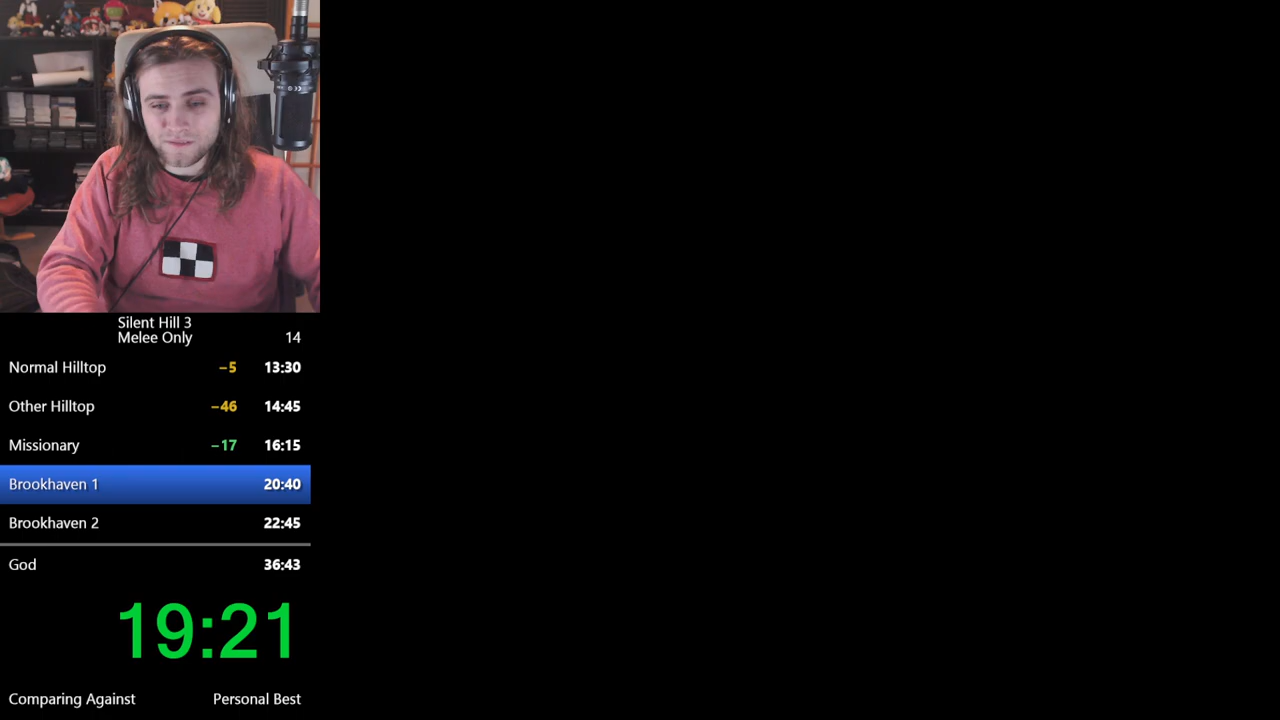 Silent Hill 3
Melee Only 14
Normal Hilltop −5 13:30
Other Hilltop −46 14:45
Missionary −17 16:15
Brookhaven 1 20:40
Brookhaven 2 22:45
God 36:43
19:21
Comparing Against Personal Best